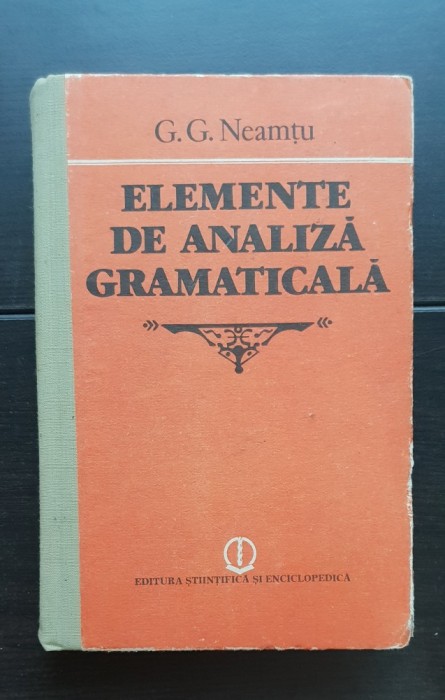 G. G. Neamțu
ELEMENTE
DE ANALIZĂ
GRAMATICALĂ
EDITURA ȘTIINȚIFICĂ ȘI ENCICLOPEDICĂ